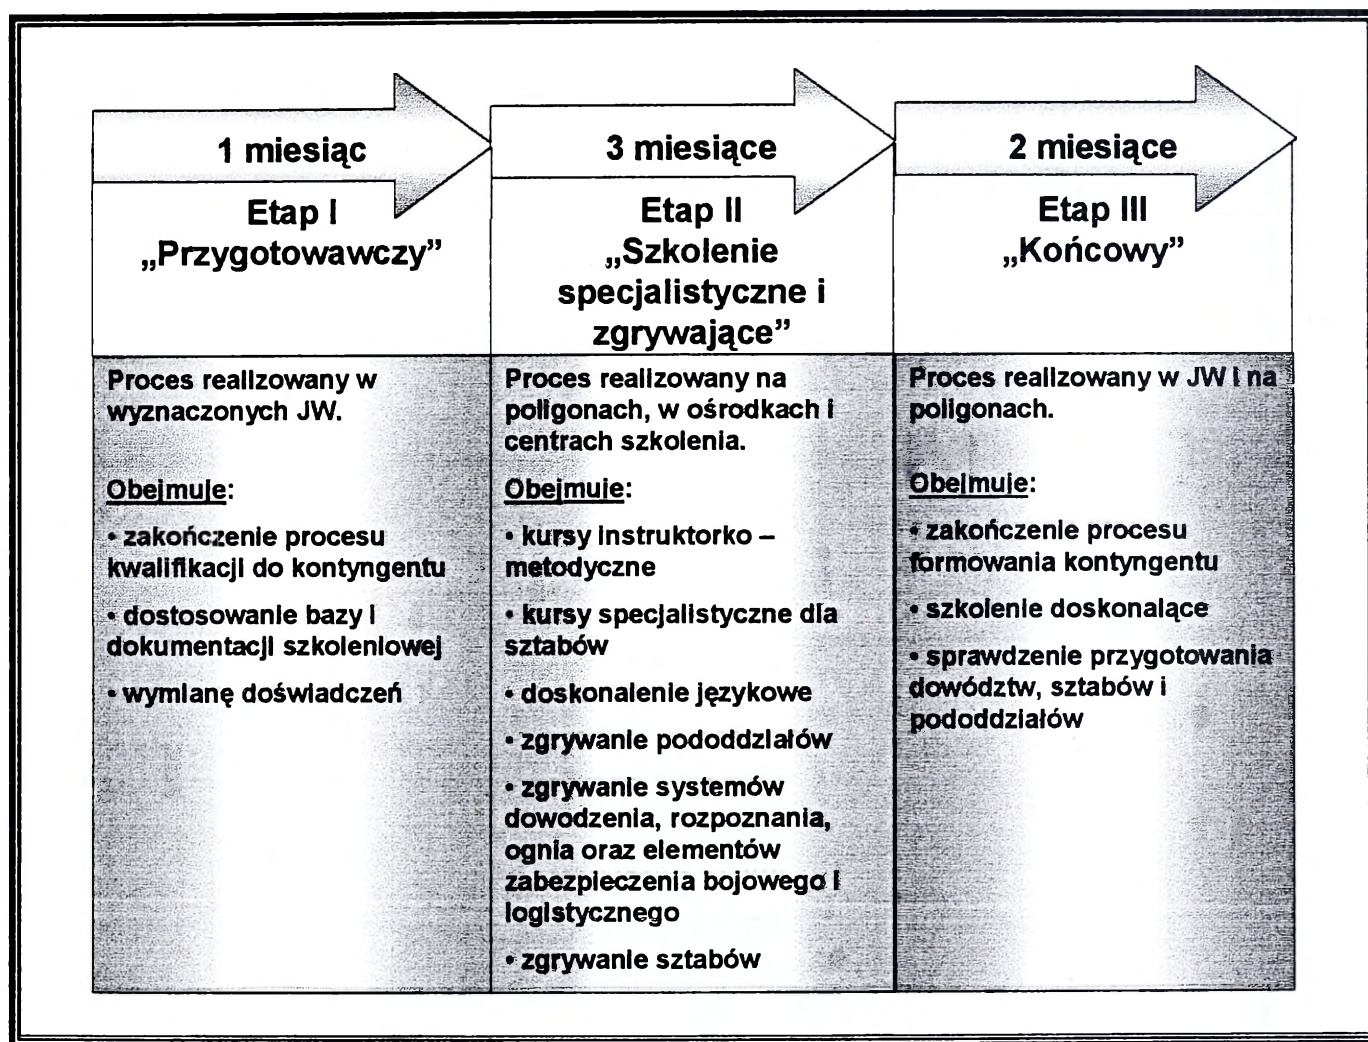 1 miesiąc
Etap I
„Przygotowawczy”
Proces realizowany w
wyznaczonych JW.
Obejmuje:
• zakończenie procesu
kwalifikacji do kontyngentu
• dostosowanie bazy i
dokumentacji szkoleniowej
• wymianę doświadczeń
3 miesiące
Etap II
„Szkolenie
specjalistyczne i
zgrywające”
Proces realizowany na
poligonach, w ośrodkach i
centrach szkolenia.
Obejmuje:
• kursy instruktorko –
metodyczne
• kursy specjalistyczne dla
sztabów
• doskonalenie językowe
• zgrywanie pododdziałów
• zgrywanie systemów
dowodzenia, rozpoznania,
ognia oraz elementów
zabezpieczenia bojowego i
logistycznego
• zgrywanie sztabów
2 miesiące
Etap III
„Końcowy”
Proces realizowany w JW i na
poligonach.
Obejmuje:
• zakończenie procesu
formowania kontyngentu
• szkolenie doskonalące
• sprawdzenie przygotowania
dowództw, sztabów i
pododdziałów